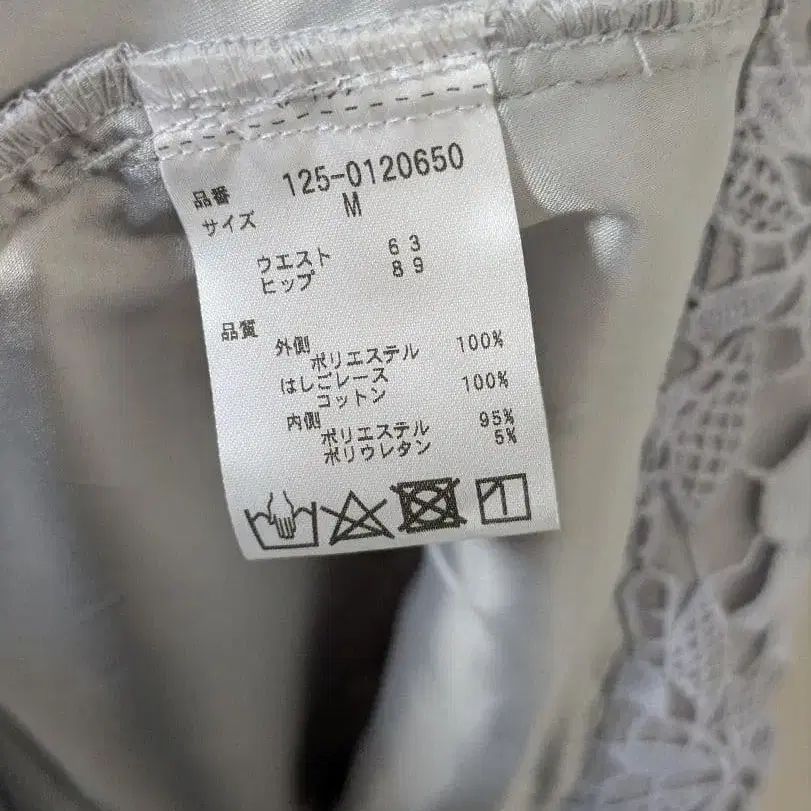 品番 125-0120650
サイズ M
ウエスト 63
ヒップ 89
品質
外側
ポリエステル 100%
はしごレース
コットン 100%
内側
ポリエステル 95%
ポリウレタン 5%